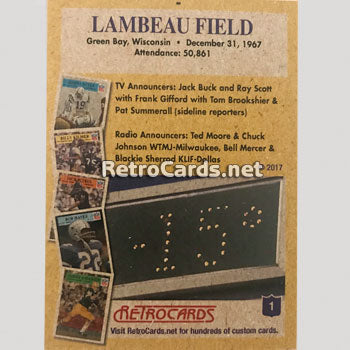 LAMBEAU FIELD
Green Bay, Wisconsin • December 31, 1967
Attendance: 50,861
TV Announcers: Jack Buck and Ray Scott
with Frank Gifford with Tom Brookshier &
Pat Summerall (sideline reporters)
Radio Announcers: Ted Moore & Chuck
Johnson WTMJ-Milwaukee, Bell Mercer &
Blackie Sherrod KLIF-Dallas
RetroCards.net
2017
-15°
1
RETROCARDS
Visit RetroCards.net for hundreds of custom cards.